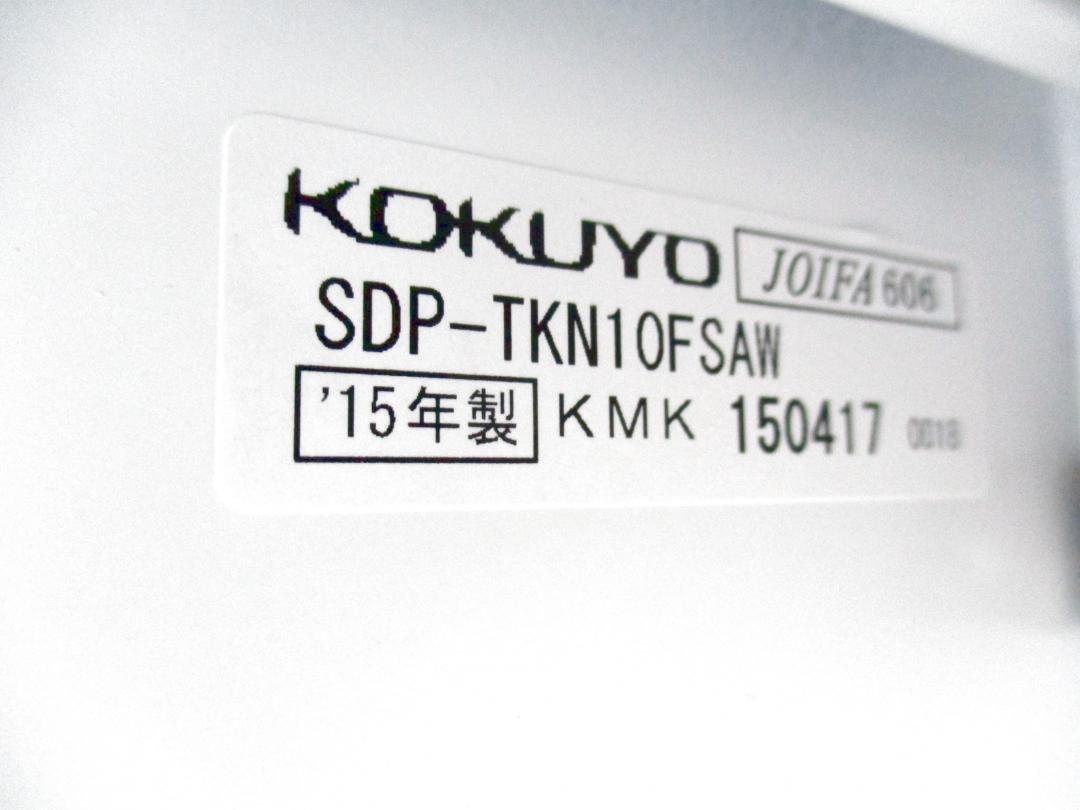 KOKUYO JOIFA 606
SDP-TKN10FSAW
'15年製 KMK 150417 0018